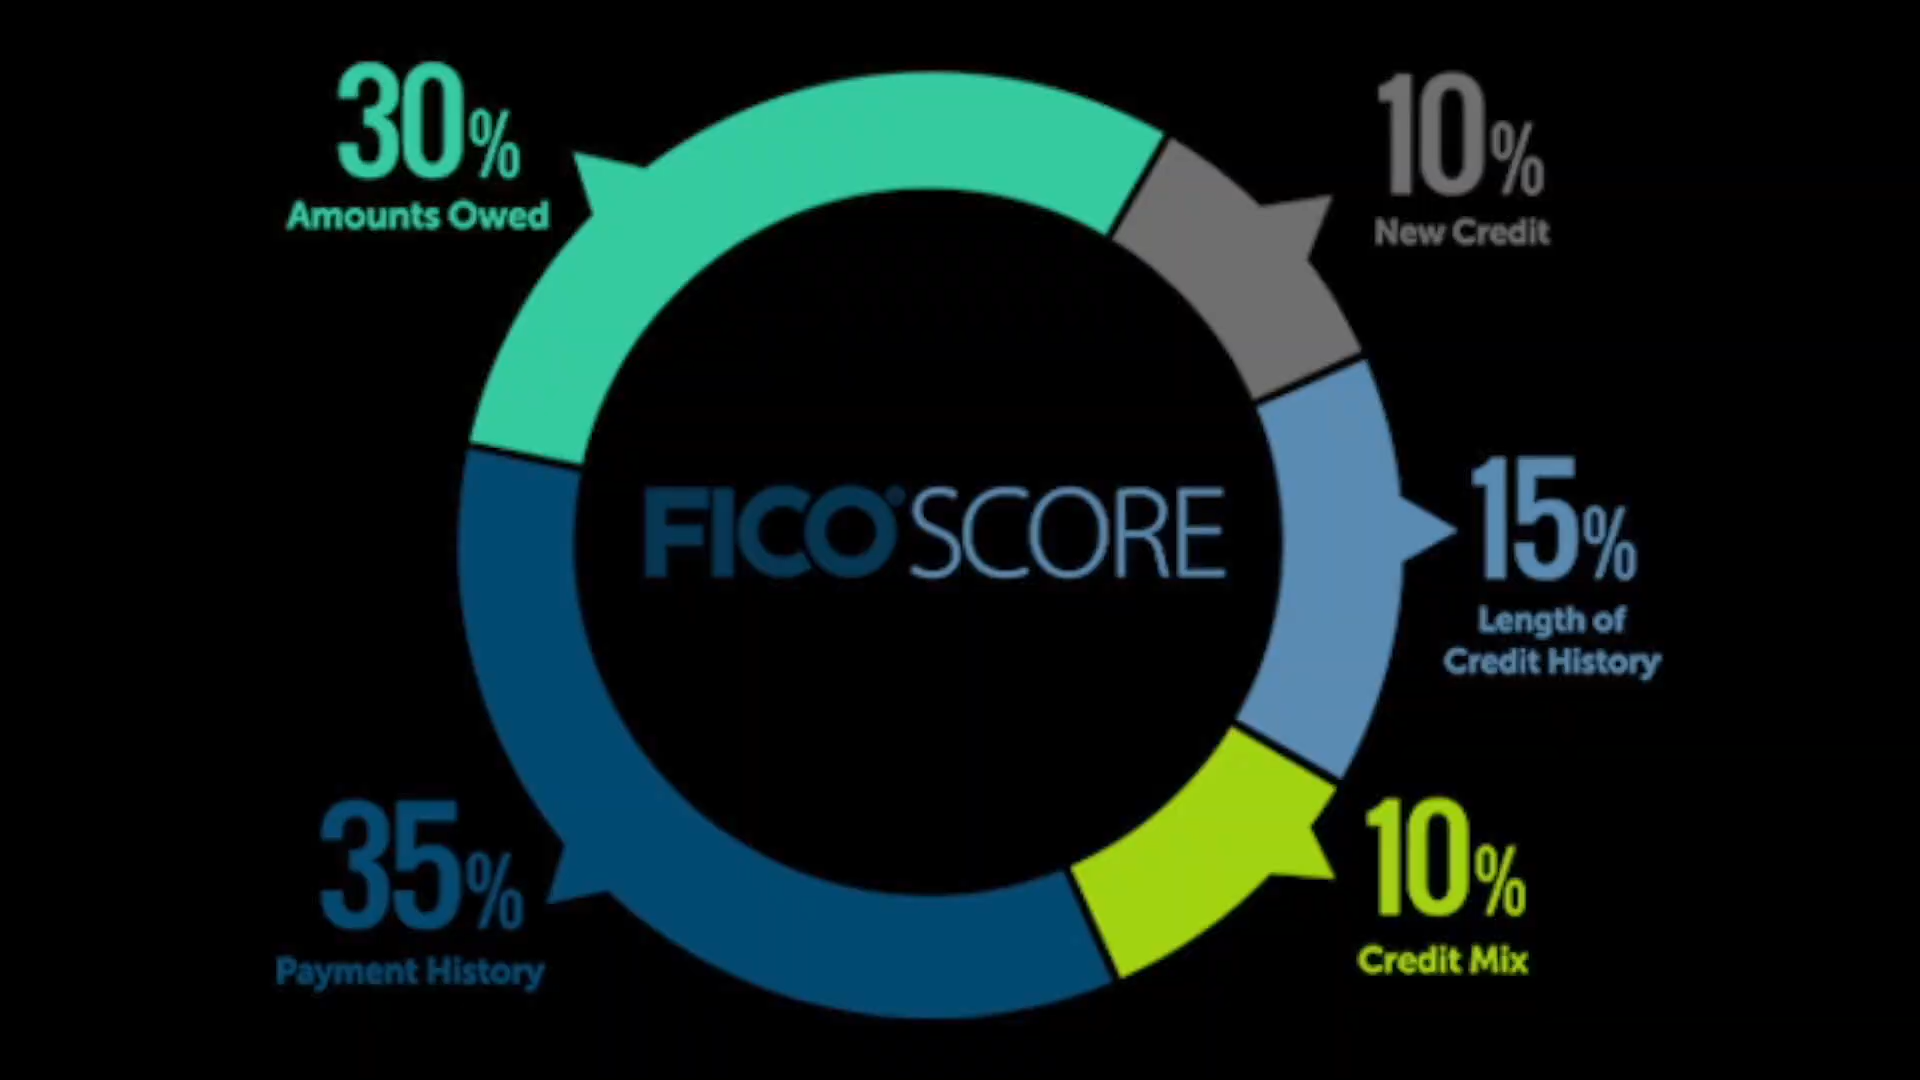 30%
Amounts Owed
10%
New Credit
FICO® SCORE
15%
Length of
Credit History
35%
Payment History
10%
Credit Mix